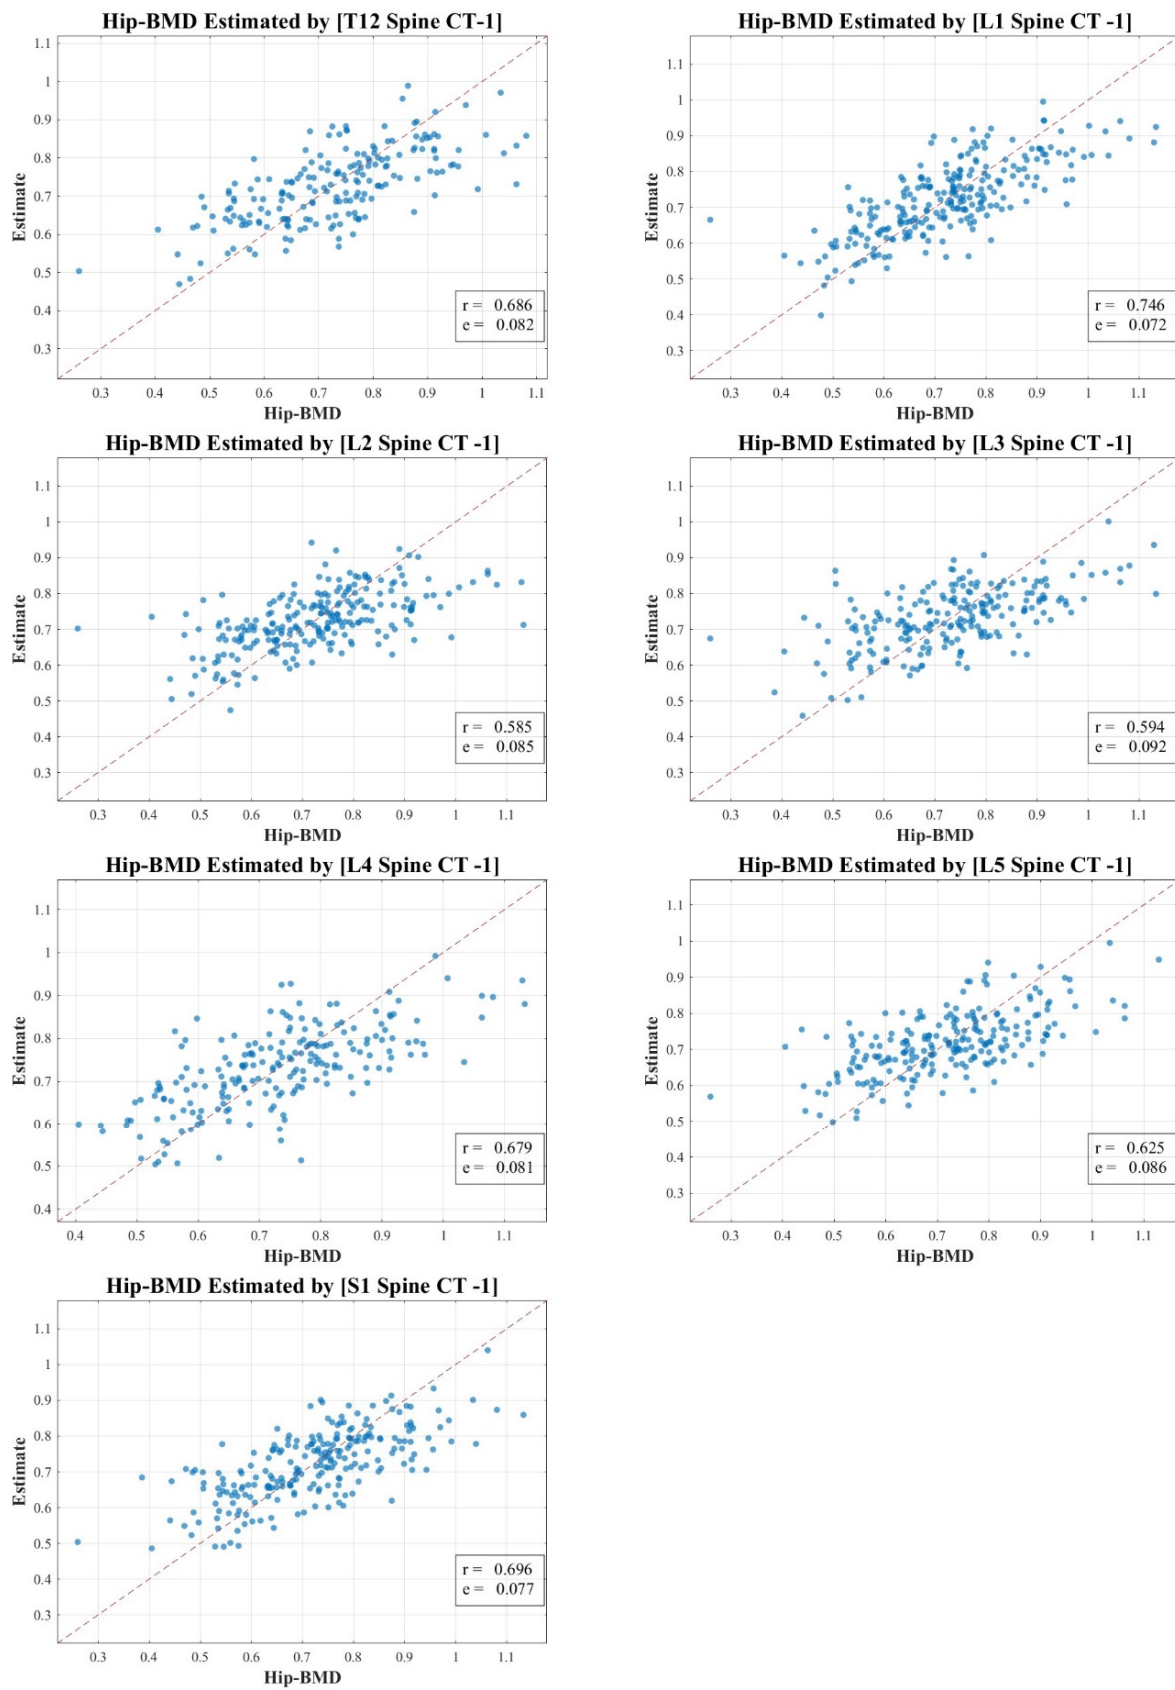 Hip-BMD Estimated by [T12 Spine CT-1]
1.1
1
0.9
0.8
0.7
0.6
0.5
0.4
0.3
Estimate
r = 0.686
e = 0.082
0.3 0.4 0.5 0.6 0.7 0.8 0.9 1 1.1
Hip-BMD
Hip-BMD Estimated by [L1 Spine CT -1]
1.1
1
0.9
0.8
0.7
0.6
0.5
0.4
0.3
Estimate
r = 0.746
e = 0.072
0.3 0.4 0.5 0.6 0.7 0.8 0.9 1 1.1
Hip-BMD
Hip-BMD Estimated by [L2 Spine CT -1]
1.1
1
0.9
0.8
0.7
0.6
0.5
0.4
0.3
Estimate
r = 0.585
e = 0.085
0.3 0.4 0.5 0.6 0.7 0.8 0.9 1 1.1
Hip-BMD
Hip-BMD Estimated by [L3 Spine CT -1]
1.1
1
0.9
0.8
0.7
0.6
0.5
0.4
0.3
Estimate
r = 0.594
e = 0.092
0.3 0.4 0.5 0.6 0.7 0.8 0.9 1 1.1
Hip-BMD
Hip-BMD Estimated by [L4 Spine CT -1]
1.1
1
0.9
0.8
0.7
0.6
0.5
0.4
Estimate
r = 0.679
e = 0.081
0.4 0.5 0.6 0.7 0.8 0.9 1 1.1
Hip-BMD
Hip-BMD Estimated by [L5 Spine CT -1]
1.1
1
0.9
0.8
0.7
0.6
0.5
0.4
0.3
Estimate
r = 0.625
e = 0.086
0.3 0.4 0.5 0.6 0.7 0.8 0.9 1 1.1
Hip-BMD
Hip-BMD Estimated by [S1 Spine CT -1]
1.1
1
0.9
0.8
0.7
0.6
0.5
0.4
0.3
Estimate
r = 0.696
e = 0.077
0.3 0.4 0.5 0.6 0.7 0.8 0.9 1 1.1
Hip-BMD